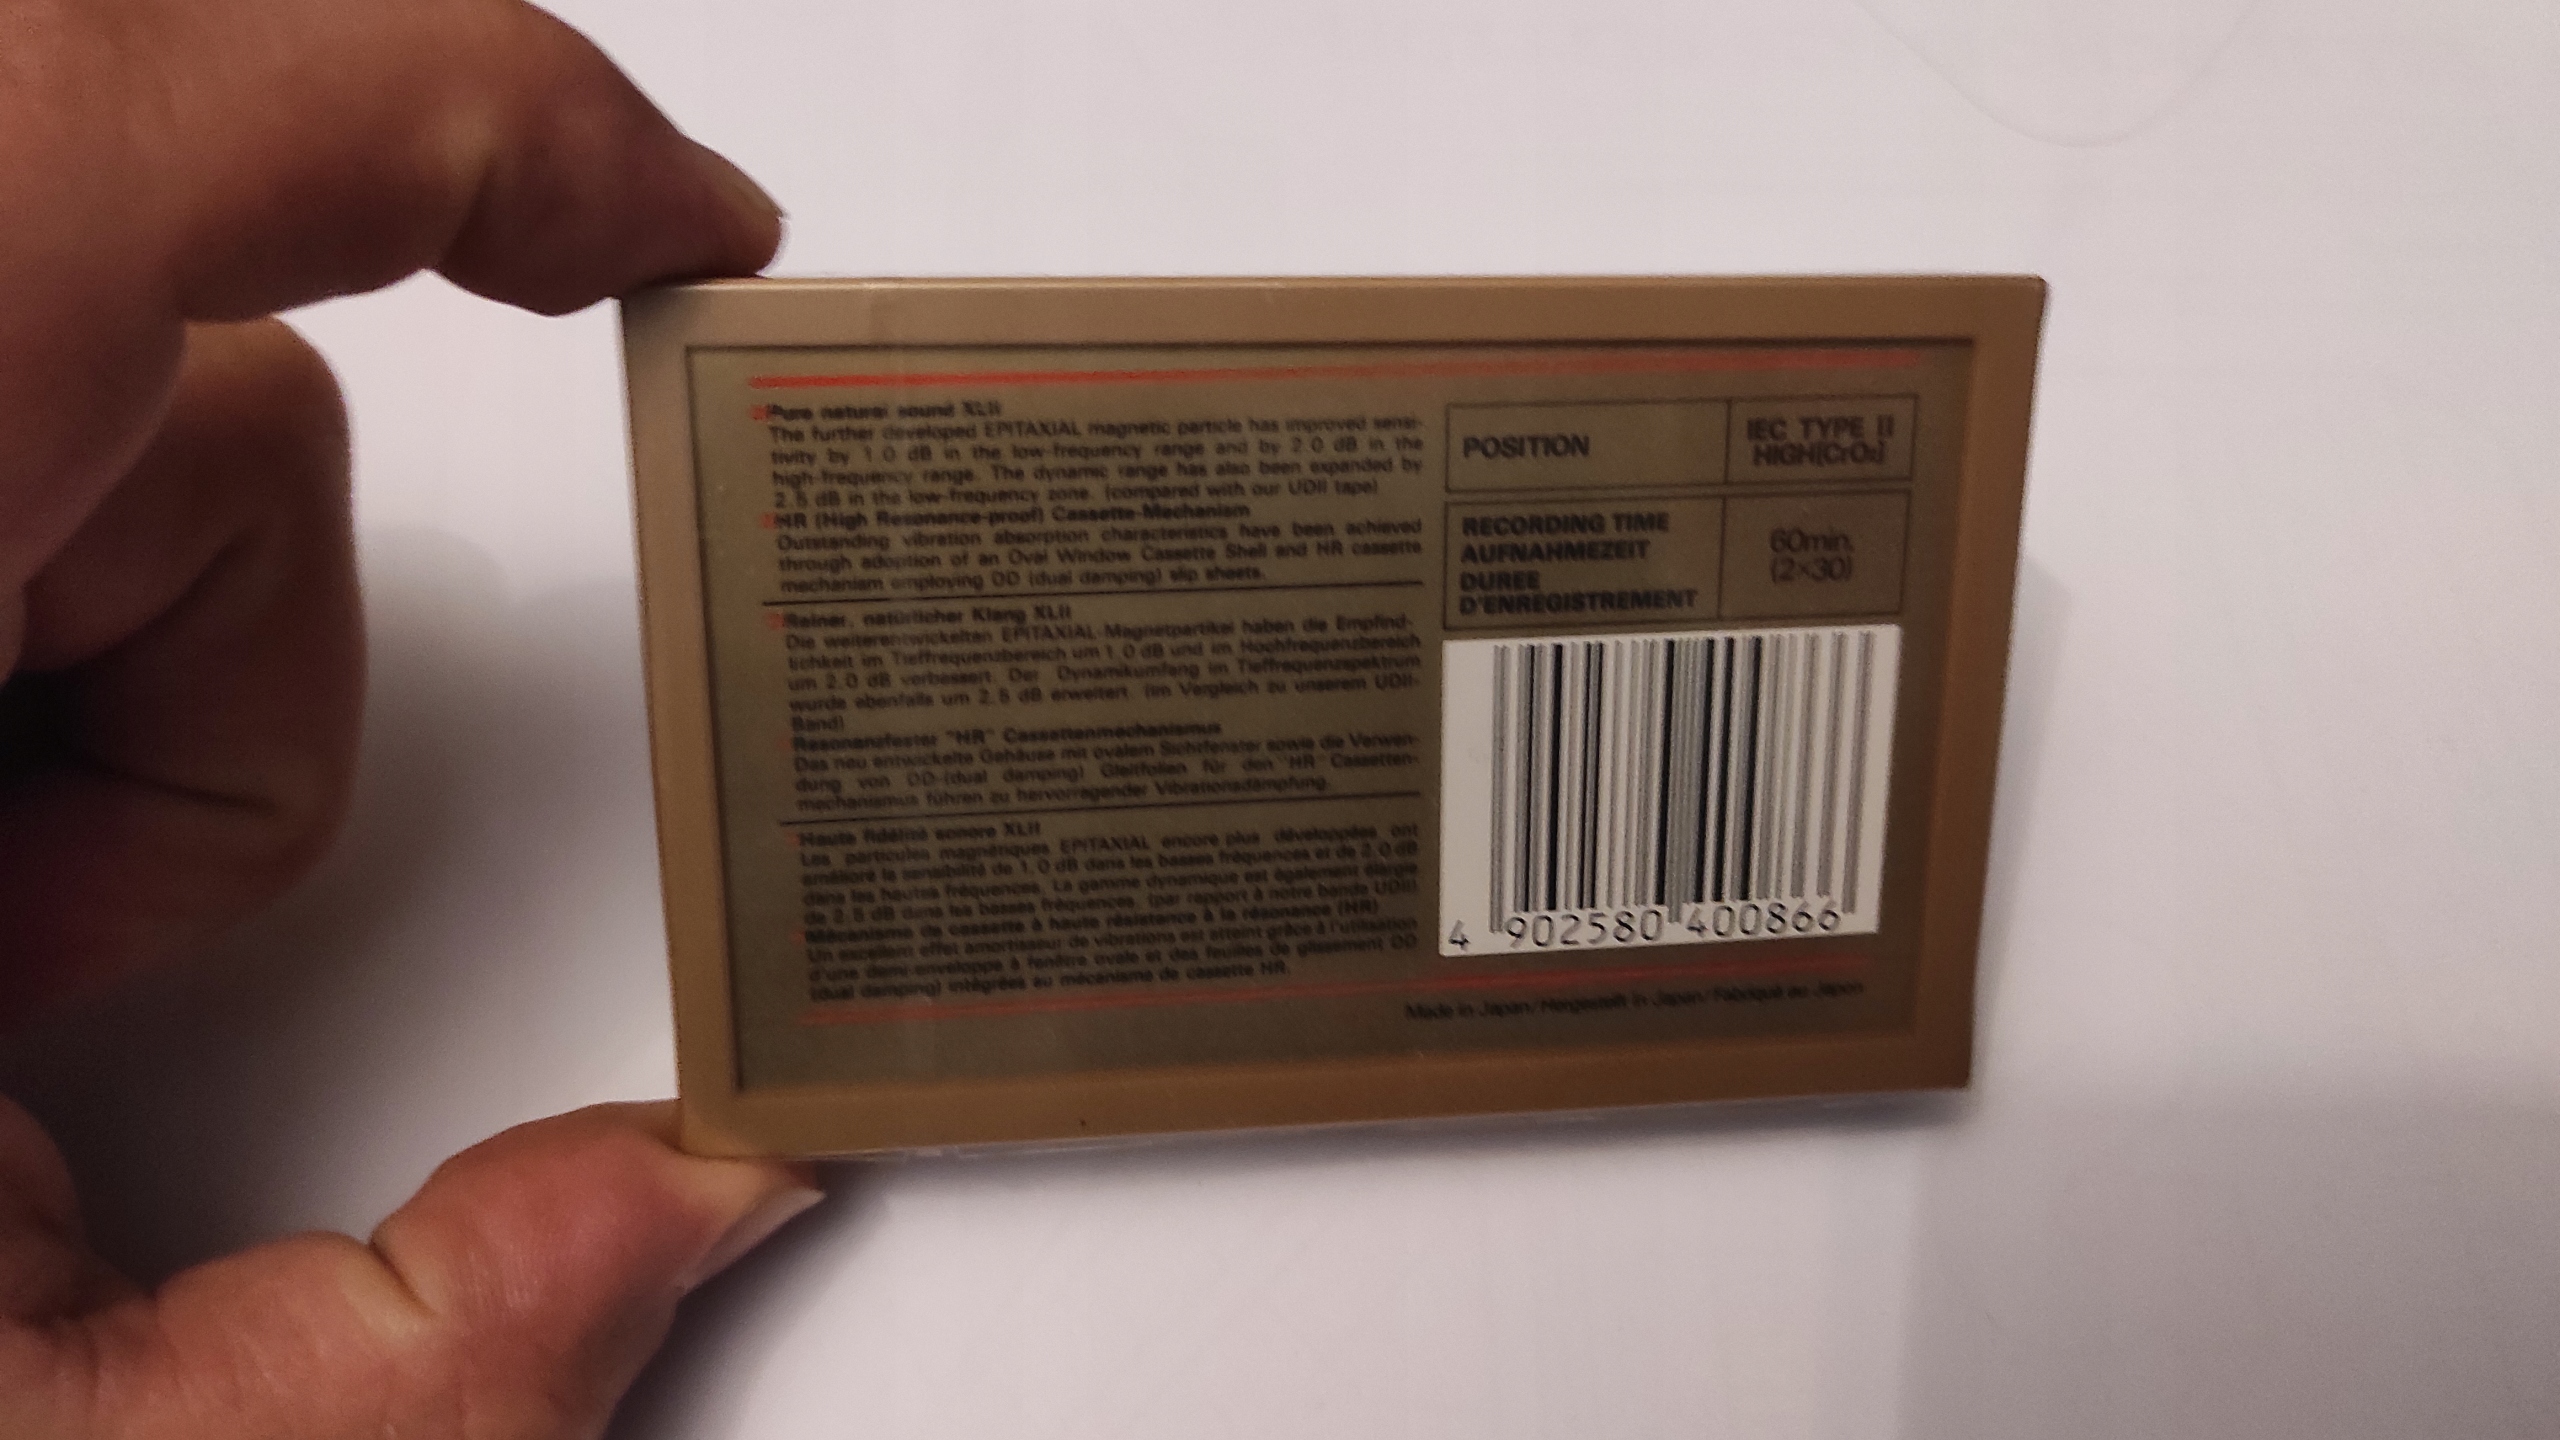 Pure natural sound XLII
The further developed EPITAXIAL magnetic particle has improved sensi-
tivity by 1.0 dB in the low-frequency range and by 2.0 dB in the
high-frequency range. The dynamic range has also been expanded by
2.5 dB in the low-frequency zone. (compared with our UDII tape)
HR (High Resonance-proof) Cassette-Mechanism
Outstanding vibration absorption characteristics have been achieved
through adoption of an Oval Window Cassette Shell and HR cassette
mechanism employing DD (dual damping) slip sheets.
Reiner, natürlicher Klang XLII
Die weiterentwickelten EPITAXIAL-Magnetpartikel haben die Empfind-
lichkeit im Tieffrequenzbereich um 1.0 dB und im Hochfrequenzbereich
um 2.0 dB verbessert. Der Dynamikumfang im Tieffrequenzspektrum
wurde ebenfalls um 2.5 dB erweitert. (im Vergleich zu unserem UDII-
Band)
Resonanzfester "HR" Cassettenmechanismus
Das neu entwickelte Gehäuse mit ovalem Sichtfenster sowie die Verwen-
dung von DD-(dual damping) Gleitfolien für den "HR" Cassetten-
mechanismus führen zu hervorragender Vibrationsdämpfung.
Haute fidélité sonore XLII
Les particules magnétiques EPITAXIAL encore plus développées ont
amélioré la sensibilité de 1.0 dB dans les basses fréquences et de 2.0 dB
dans les hautes fréquences. La gamme dynamique est également élargie
de 2.5 dB dans les basses fréquences. (par rapport à notre bande UDII)
Mécanisme de cassette à haute résistance à la résonance (HR)
Un excellent effet amortisseur de vibrations est atteint grâce à l'utilisation
d'une demi-enveloppe à fenêtre ovale et des feuilles de glissement DD
(dual damping) intégrées au mécanisme de cassette HR.
POSITION
IEC TYPE II
HIGH[CrO₂]
RECORDING TIME
AUFNAHMEZEIT
DUREE
D'ENREGISTREMENT
60min.
(2×30)
4 902580 400866
Made in Japan/Hergestellt in Japan/Fabriqué au Japon